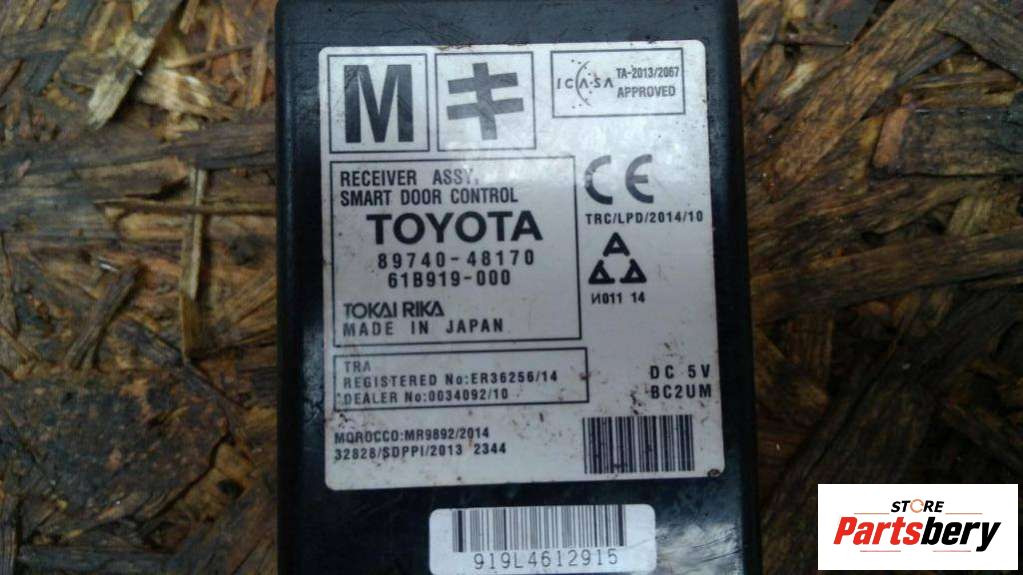 M
ICASA
TA-2013/2067
APPROVED
RECEIVER ASSY,
SMART DOOR CONTROL
TOYOTA
89740-48170
61B919-000
TOKAI RIKA
MADE IN JAPAN
CE
TRC/LPD/2014/10
И011 14
TRA
REGISTERED No:ER36256/14
DEALER No:0034092/10
DC 5V
BC2UM
MOROCCO:MR9892/2014
32828/SDPPI/2013 2344
919L4612915
STORE
Partsbery